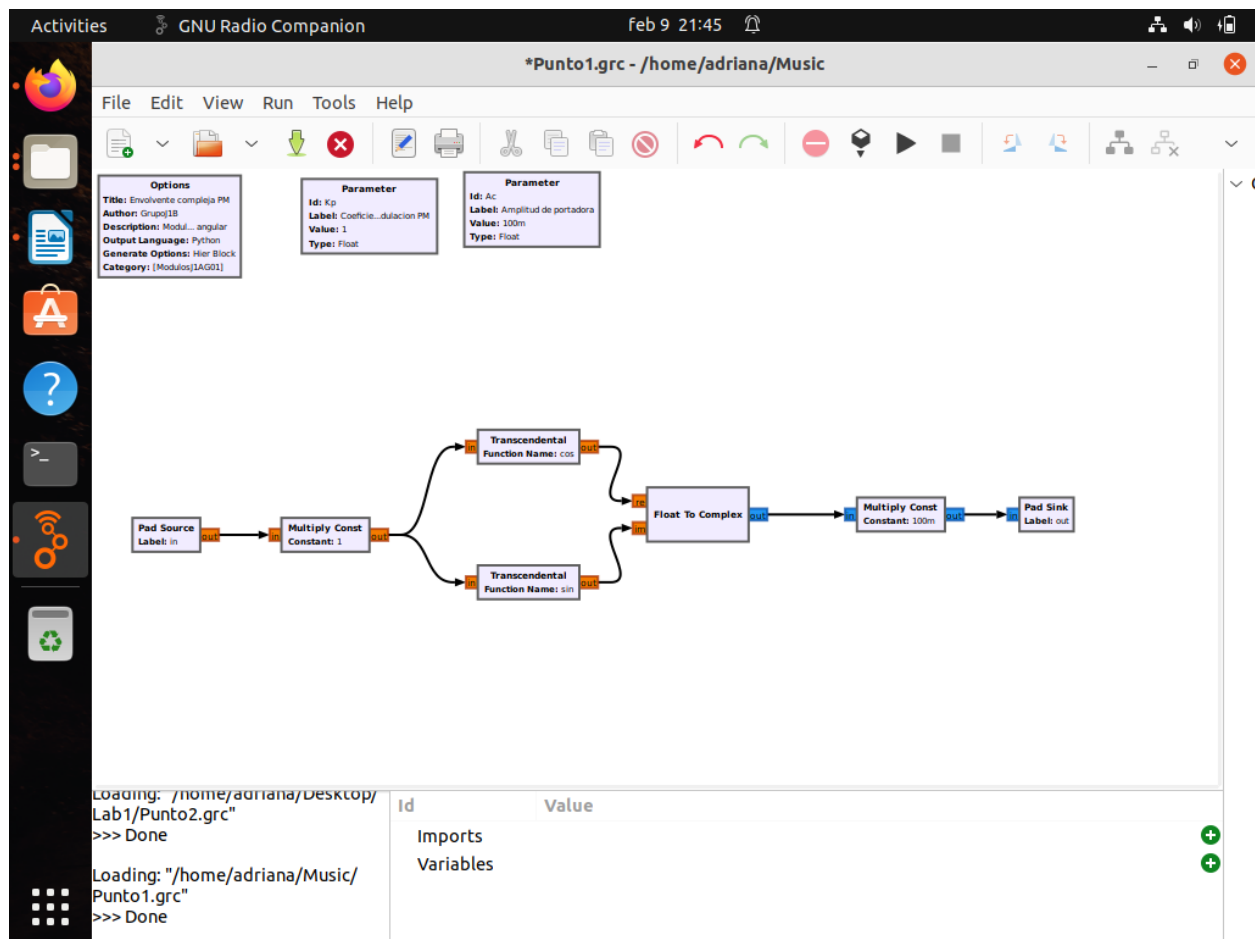 Activities
GNU Radio Companion
feb 9 21:45
*Punto1.grc - /home/adriana/Music
File Edit View Run Tools Help
Options
Title: Envolvente compleja PM
Author: GrupoJ1B
Description: Modul... angular
Output Language: Python
Generate Options: Hier Block
Category: [ModulosJ1AG01]
Parameter
Id: Kp
Label: Coeficie...dulacion PM
Value: 1
Type: Float
Parameter
Id: Ac
Label: Amplitud de portadora
Value: 100m
Type: Float
Pad Source
Label: in
out
in
Multiply Const
Constant: 1
out
in
Transcendental
Function Name: cos
out
in
Transcendental
Function Name: sin
out
re
im
Float To Complex
out
in
Multiply Const
Constant: 100m
out
in
Pad Sink
Label: out
Loading: "/home/adriana/Desktop/
Lab1/Punto2.grc"
>>> Done
Loading: "/home/adriana/Music/
Punto1.grc"
>>> Done
Id Value
Imports
Variables